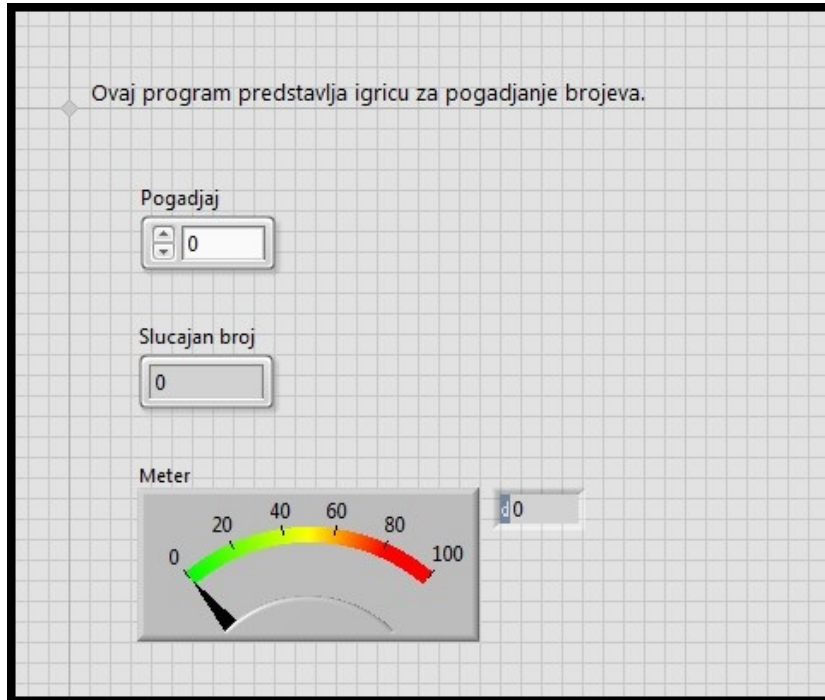 Ovaj program predstavlja igricu za pogadjanje brojeva.
Pogadjaj
0
Slucajan broj
0
Meter
0 20 40 60 80 100
d 0